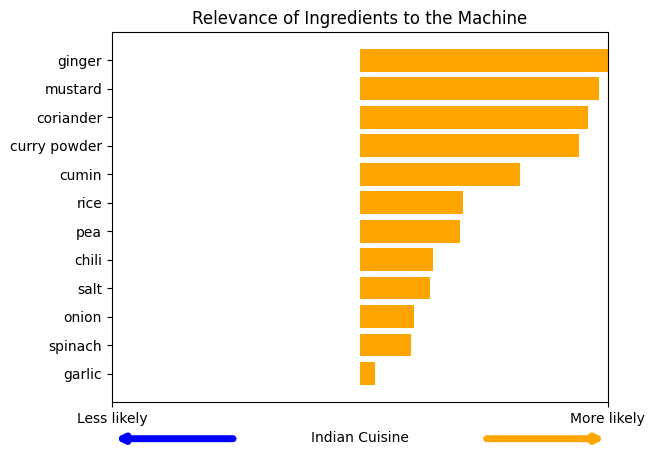 Relevance of Ingredients to the Machine
ginger
mustard
coriander
curry powder
cumin
rice
pea
chili
salt
onion
spinach
garlic
Less likely
More likely
Indian Cuisine